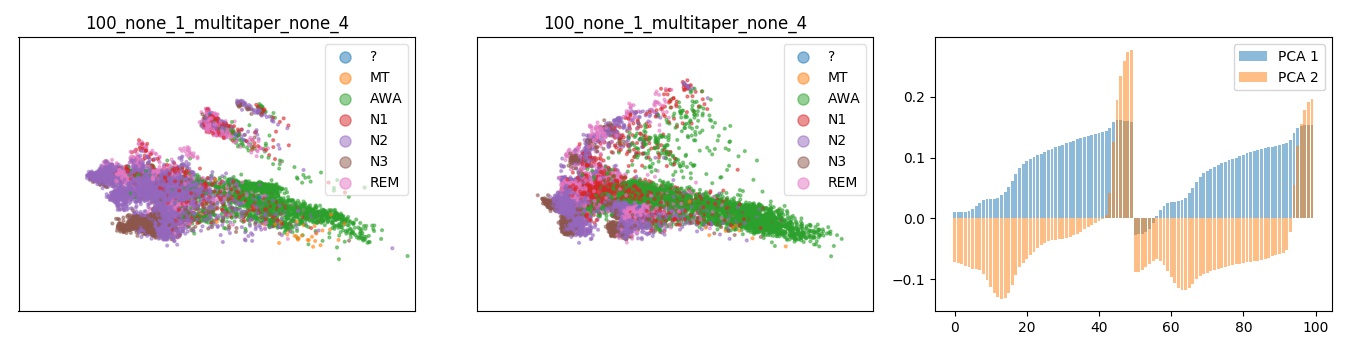 100_none_1_multitaper_none_4
?
MT
AWA
N1
N2
N3
REM
100_none_1_multitaper_none_4
?
MT
AWA
N1
N2
N3
REM
PCA 1
PCA 2
0.2
0.1
0.0
−0.1
0
20
40
60
80
100